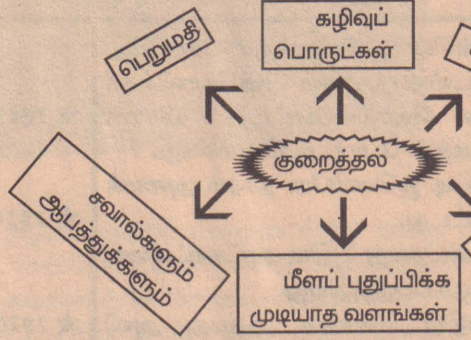 கழிவுப்
பொருட்கள்
பெறுமதி
குறைத்தல்
சவால்களும்
ஆபத்துக்களும்
மீளப் புதுப்பிக்க
முடியாத வளங்கள்